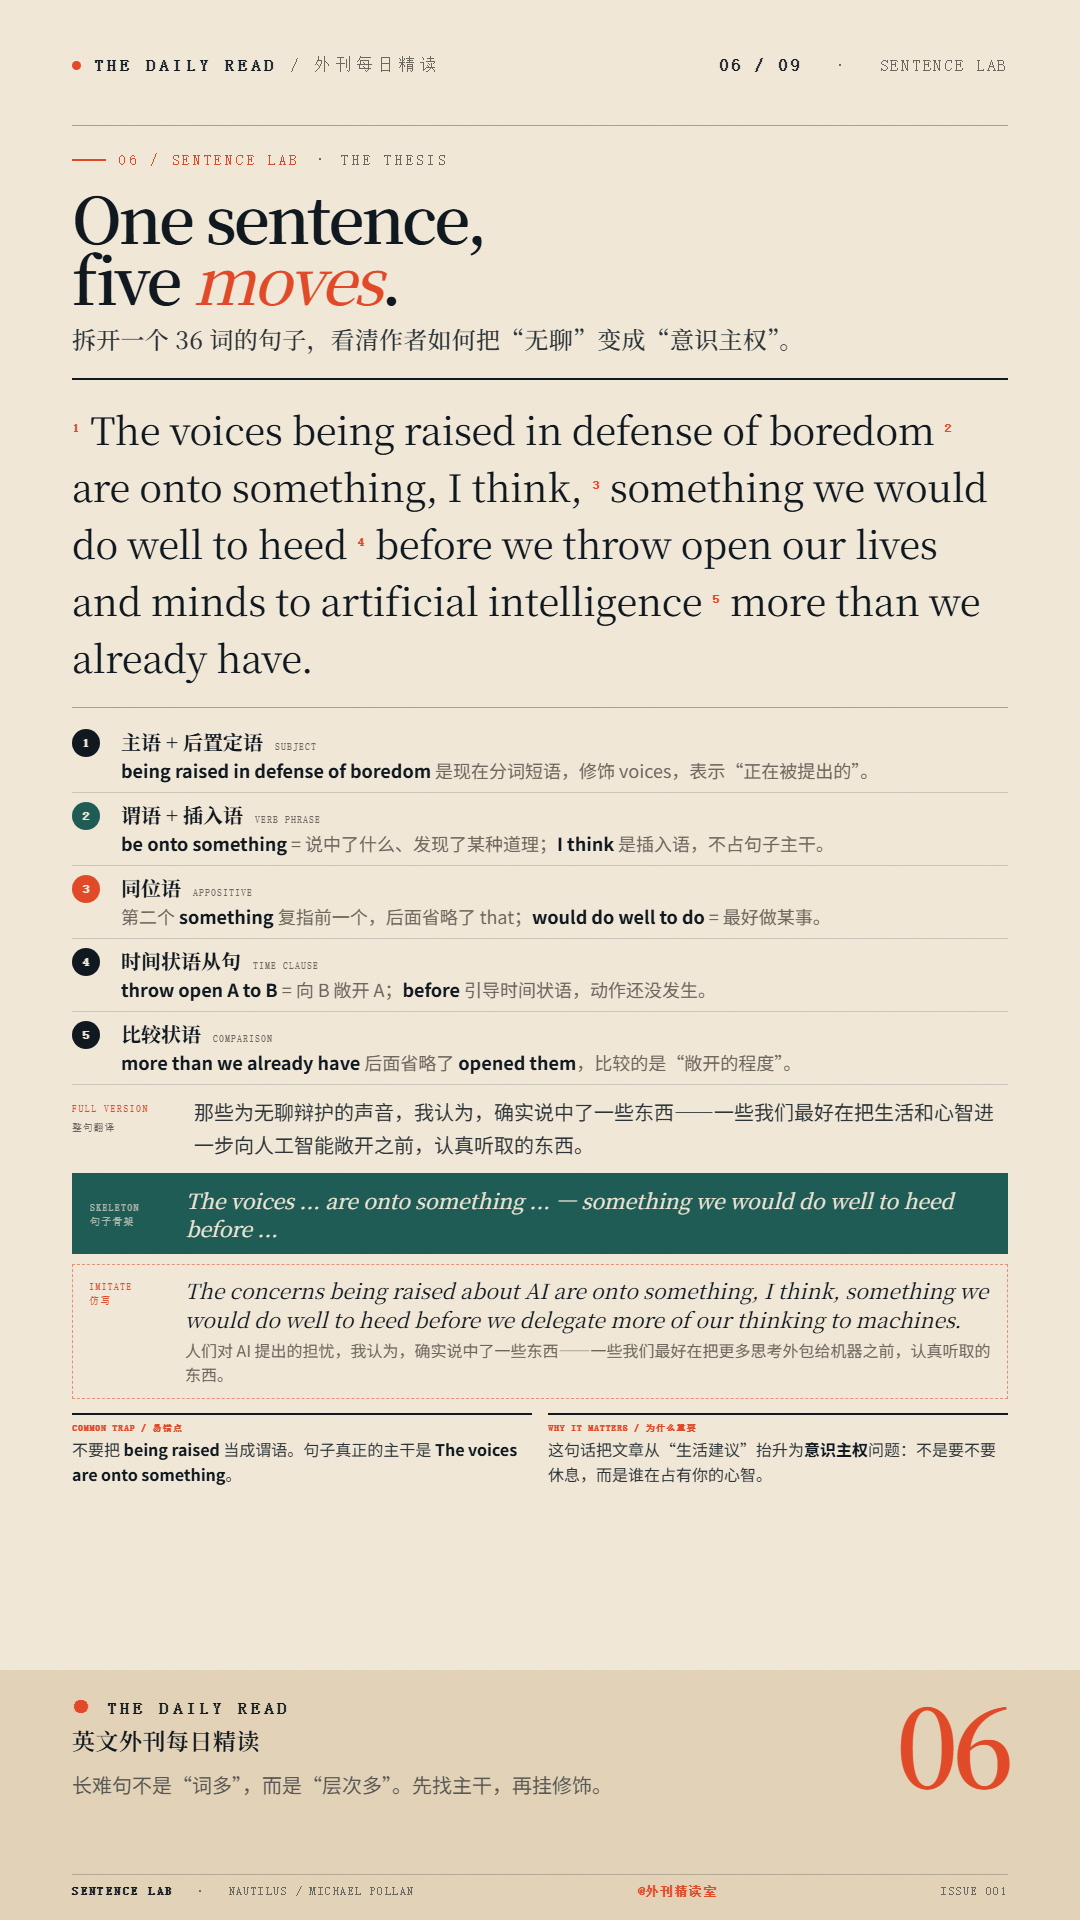 THE DAILY READ / 外刊每日精读
06 / 09 · SENTENCE LAB
06 / SENTENCE LAB · THE THESIS
One sentence,
five moves.
拆开一个 36 词的句子，看清作者如何把“无聊”变成“意识主权”。
1 The voices being raised in defense of boredom 2
are onto something, I think, 3 something we would
do well to heed 4 before we throw open our lives
and minds to artificial intelligence 5 more than we
already have.
1 主语 + 后置定语 SUBJECT
being raised in defense of boredom 是现在分词短语，修饰 voices，表示“正在被提出的”。
2 谓语 + 插入语 VERB PHRASE
be onto something = 说中了什么、发现了某种道理；I think 是插入语，不占句子主干。
3 同位语 APPOSITIVE
第二个 something 复指前一个，后面省略了 that；would do well to do = 最好做某事。
4 时间状语从句 TIME CLAUSE
throw open A to B = 向 B 敞开 A；before 引导时间状语，动作还没发生。
5 比较状语 COMPARISON
more than we already have 后面省略了 opened them，比较的是“敞开的程度”。
FULL VERSION
整句翻译
那些为无聊辩护的声音，我认为，确实说中了一些东西——一些我们最好在把生活和心智进
一步向人工智能敞开之前，认真听取的东西。
SKELETON
句子骨架
The voices … are onto something … — something we would do well to heed
before …
IMITATE
仿写
The concerns being raised about AI are onto something, I think, something we
would do well to heed before we delegate more of our thinking to machines.
人们对 AI 提出的担忧，我认为，确实说中了一些东西——一些我们最好在把更多思考外包给机器之前，认真听取的
东西。
COMMON TRAP / 易错点
不要把 being raised 当成谓语。句子真正的主干是 The voices
are onto something。
WHY IT MATTERS / 为什么重要
这句话把文章从“生活建议”抬升为意识主权问题：不是要不要
休息，而是谁在占有你的心智。
THE DAILY READ
英文外刊每日精读
长难句不是“词多”，而是“层次多”。先找主干，再挂修饰。
06
SENTENCE LAB · NAUTILUS / MICHAEL POLLAN
@外刊精读室
ISSUE 001